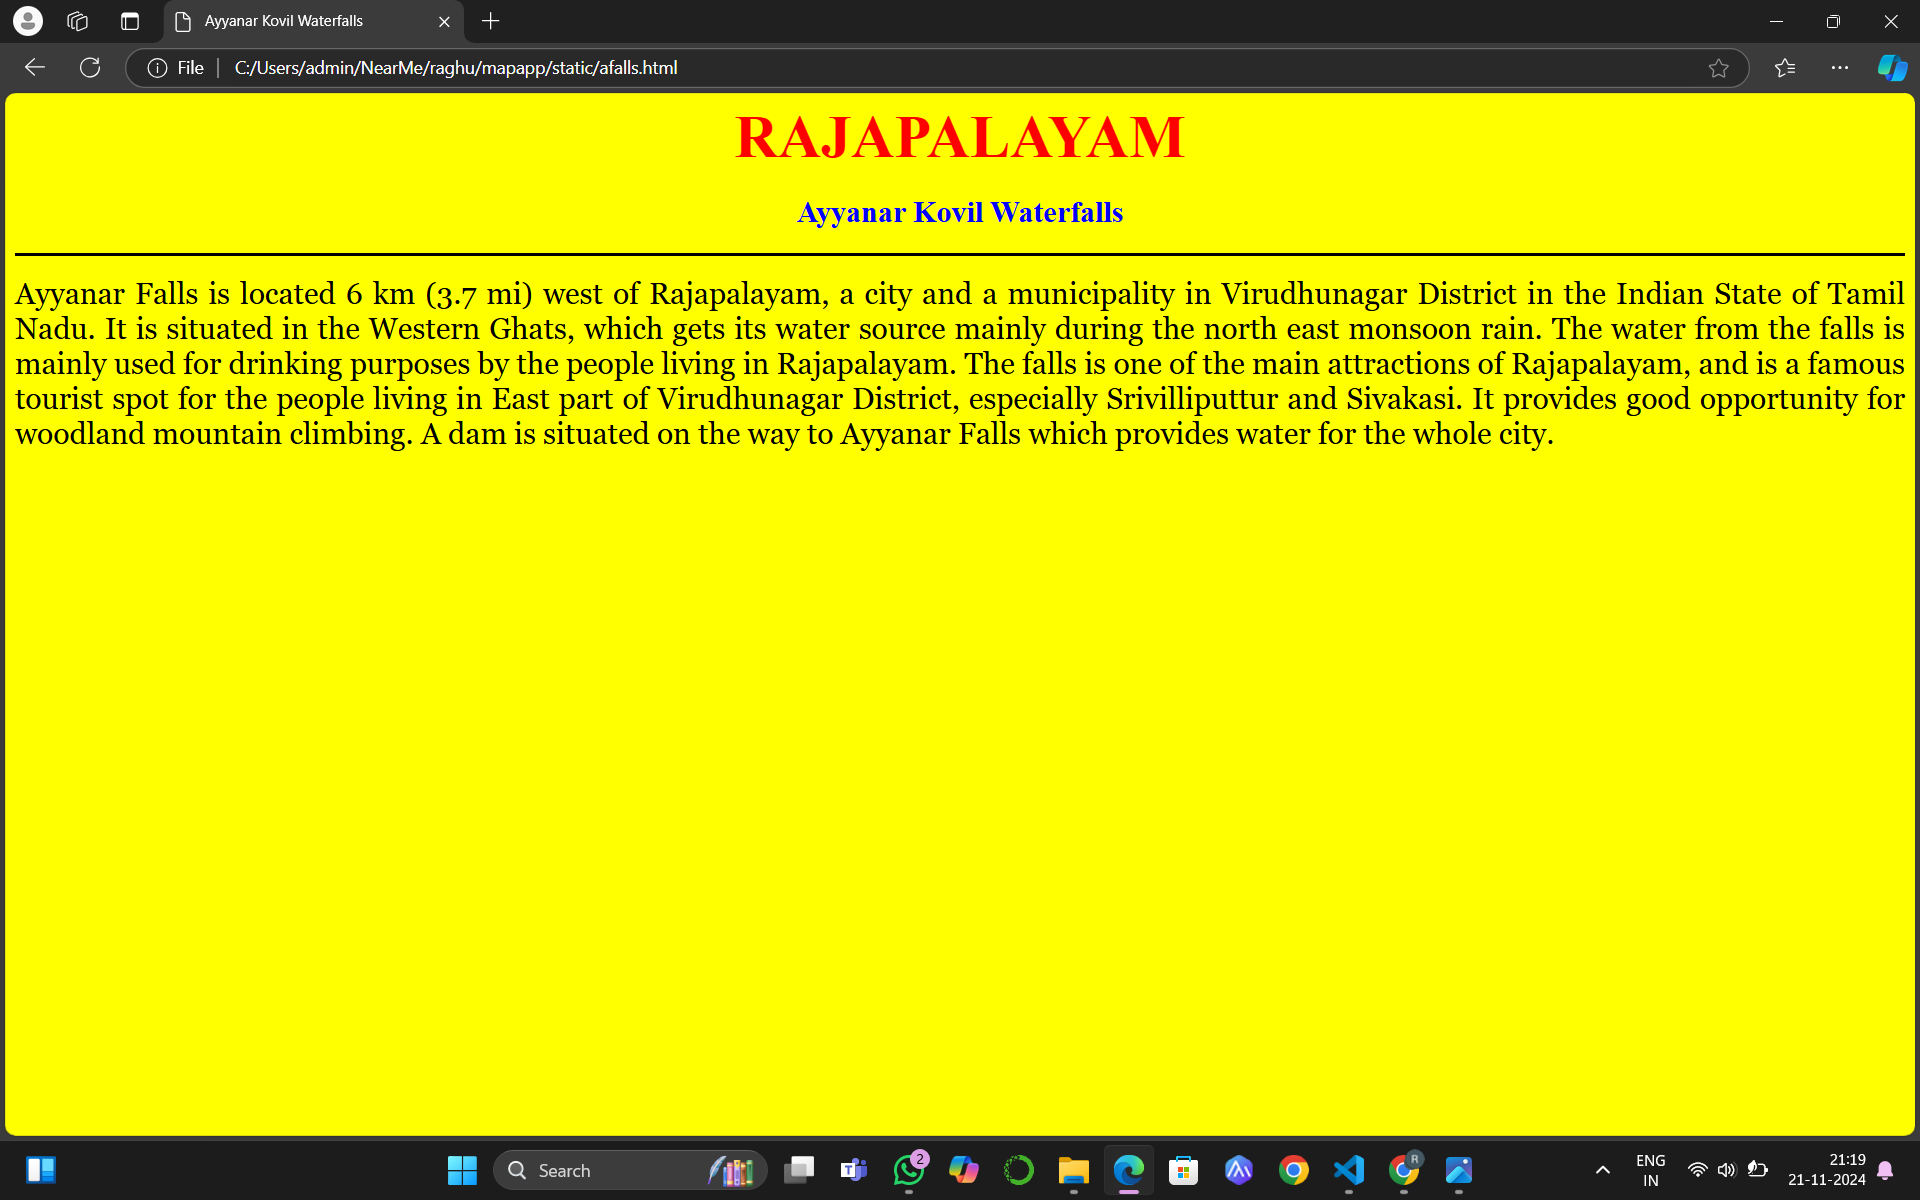 Ayyanar Kovil Waterfalls
File
C:/Users/admin/NearMe/raghu/mapapp/static/afalls.html
RAJAPALAYAM
Ayyanar Kovil Waterfalls
Ayyanar Falls is located 6 km (3.7 mi) west of Rajapalayam, a city and a municipality in Virudhunagar District in the Indian State of Tamil
Nadu. It is situated in the Western Ghats, which gets its water source mainly during the north east monsoon rain. The water from the falls is
mainly used for drinking purposes by the people living in Rajapalayam. The falls is one of the main attractions of Rajapalayam, and is a famous
tourist spot for the people living in East part of Virudhunagar District, especially Srivilliputtur and Sivakasi. It provides good opportunity for
woodland mountain climbing. A dam is situated on the way to Ayyanar Falls which provides water for the whole city.
Search
T
2
R
ENG
IN
21:19
21-11-2024